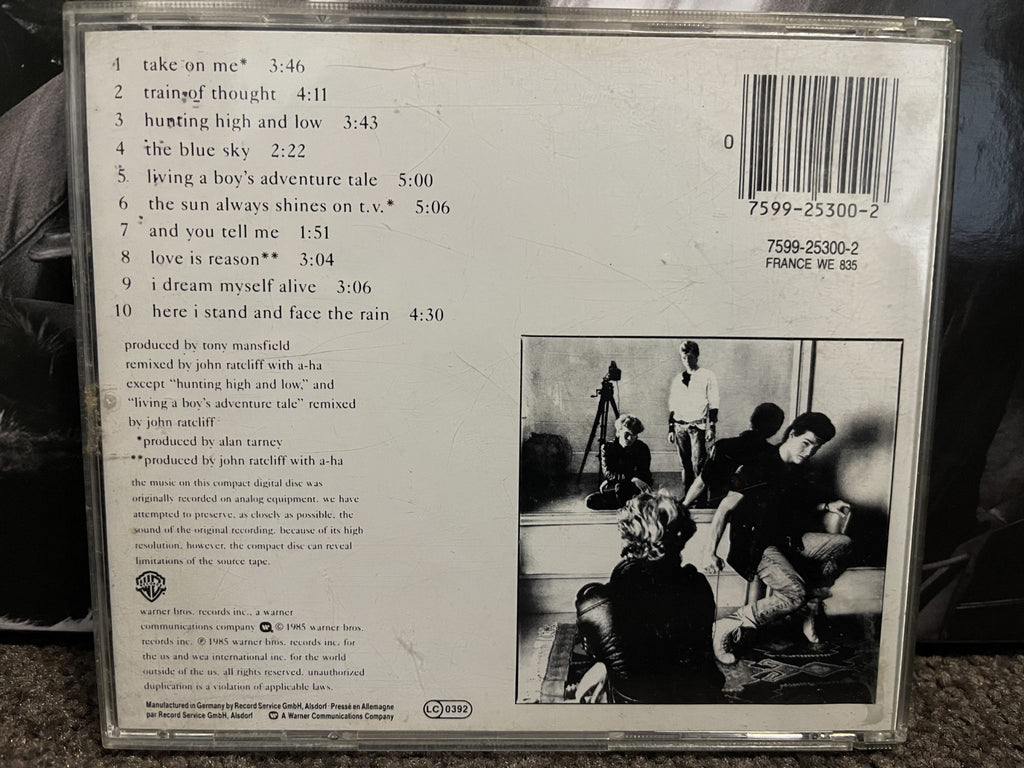 1 take on me* 3:46
2 train of thought 4:11
3 hunting high and low 3:43
4 the blue sky 2:22
5. living a boy's adventure tale 5:00
6 the sun always shines on t.v.* 5:06
7 and you tell me 1:51
8 love is reason** 3:04
9 i dream myself alive 3:06
10 here i stand and face the rain 4:30
0
7599-25300-2
7599-25300-2
FRANCE WE 835
produced by tony mansfield
remixed by john ratcliff with a-ha
except "hunting high and low," and
"living a boy's adventure tale" remixed
by john ratcliff
*produced by alan tarney
**produced by john ratcliff with a-ha
the music on this compact digital disc was
originally recorded on analog equipment. we have
attempted to preserve, as closely as possible, the
sound of the original recording. because of its high
resolution, however, the compact disc can reveal
limitations of the source tape.
warner bros. records inc., a warner
communications company © 1985 warner bros.
records inc. ℗ 1985 warner bros. records inc. for
the us and wea international inc. for the world
outside of the us. all rights reserved. unauthorized
duplication is a violation of applicable laws.
Manufactured in Germany by Record Service GmbH, Alsdorf · Pressé en Allemagne
par Record Service GmbH, Alsdorf A Warner Communications Company
LC 0392